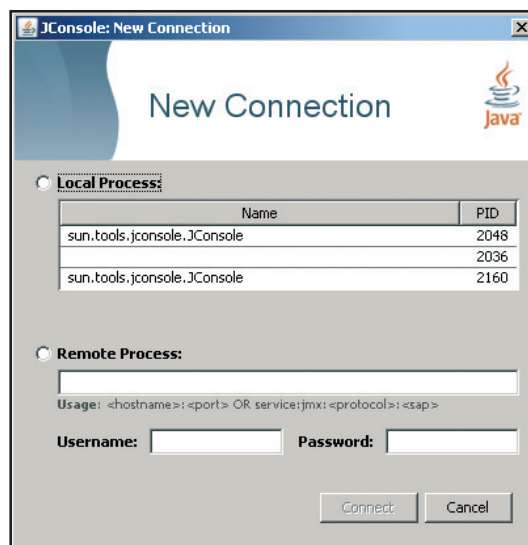 JConsole: New Connection
New Connection
Java
Local Process:
Name PID
sun.tools.jconsole.JConsole 2048
2036
sun.tools.jconsole.JConsole 2160
Remote Process:
Usage: <hostname>:<port> OR service:jmx:<protocol>:<sap>
Username: Password:
Connect Cancel